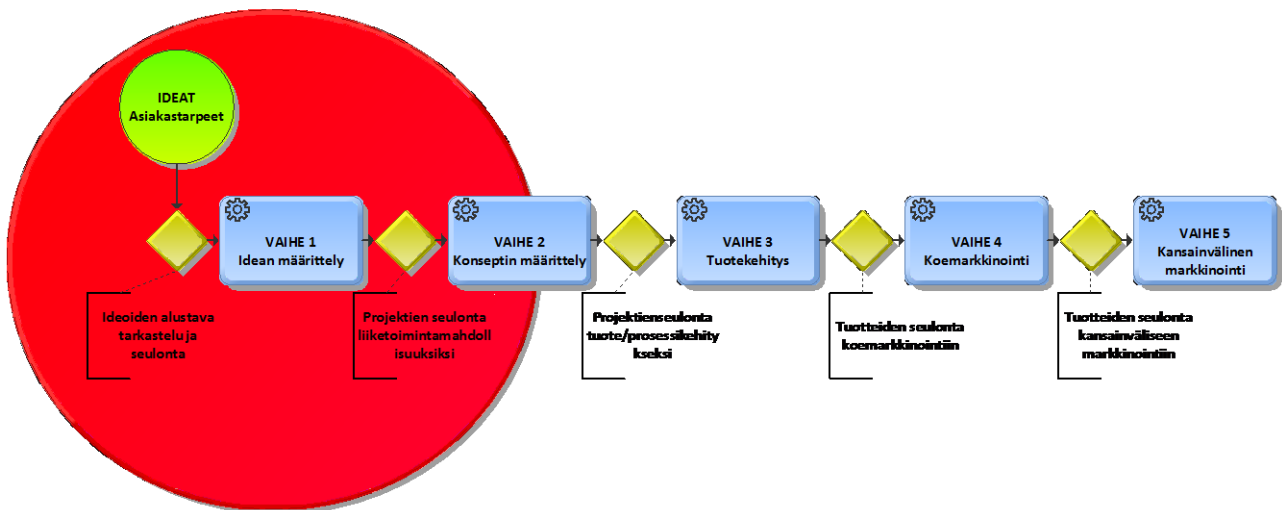 IDEAT
Asiakastarpeet
VAIHE 1
Idean määrittely
VAIHE 2
Konseptin määrittely
VAIHE 3
Tuotekehitys
VAIHE 4
Koemarkkinointi
VAIHE 5
Kansainvälinen
markkinointi
Ideoiden alustava
tarkastelu ja
seulonta
Projektien seulonta
liiketoimintamahdoll
isuuksiksi
Projektienseulonta
tuote/prosessikehity
kseksi
Tuotteiden seulonta
koemarkkinointiin
Tuotteiden seulonta
kansainväliseen
markkinointiin